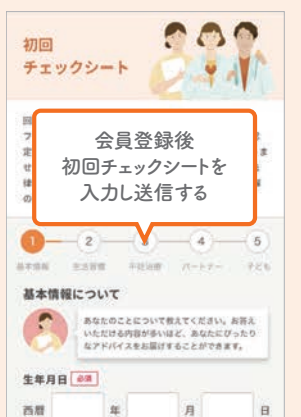 初回
チェックシート
会員登録後
初回チェックシートを
入力し送信する
1
2
3
4
5
基本情報
生活習慣
不妊治療
パートナー
子ども
基本情報について
あなたのことについて教えてください。お答え
いただける内容が多いほど、あなたにぴったり
なアドバイスをお届けすることができます。
生年月日 必須
西暦 年 月 日